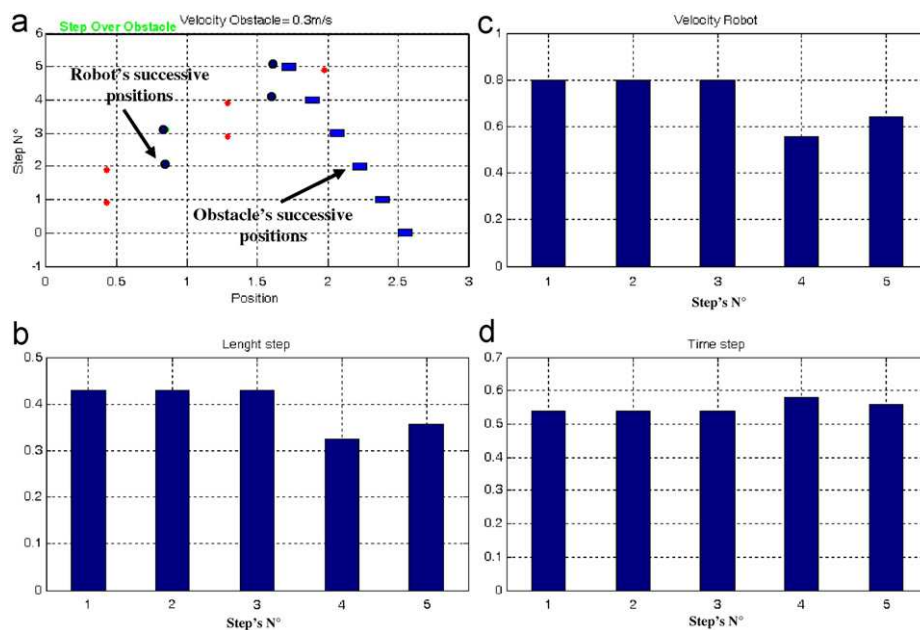 a
Step Over Obstacle
Velocity Obstacle= 0.3m/s
Robot's successive
positions
Obstacle's successive
positions
Step N°
6
5
4
3
2
1
0
-1
0
0.5
1
1.5
2
2.5
3
Position
c
Velocity Robot
1
0.8
0.6
0.4
0.2
0
1 2 3 4 5
Step's N°
b
Lenght step
0.5
0.4
0.3
0.2
0.1
0
1 2 3 4 5
Step's N°
d
Time step
0.7
0.6
0.5
0.4
0.3
0.2
0.1
0
1 2 3 4 5
Step's N°